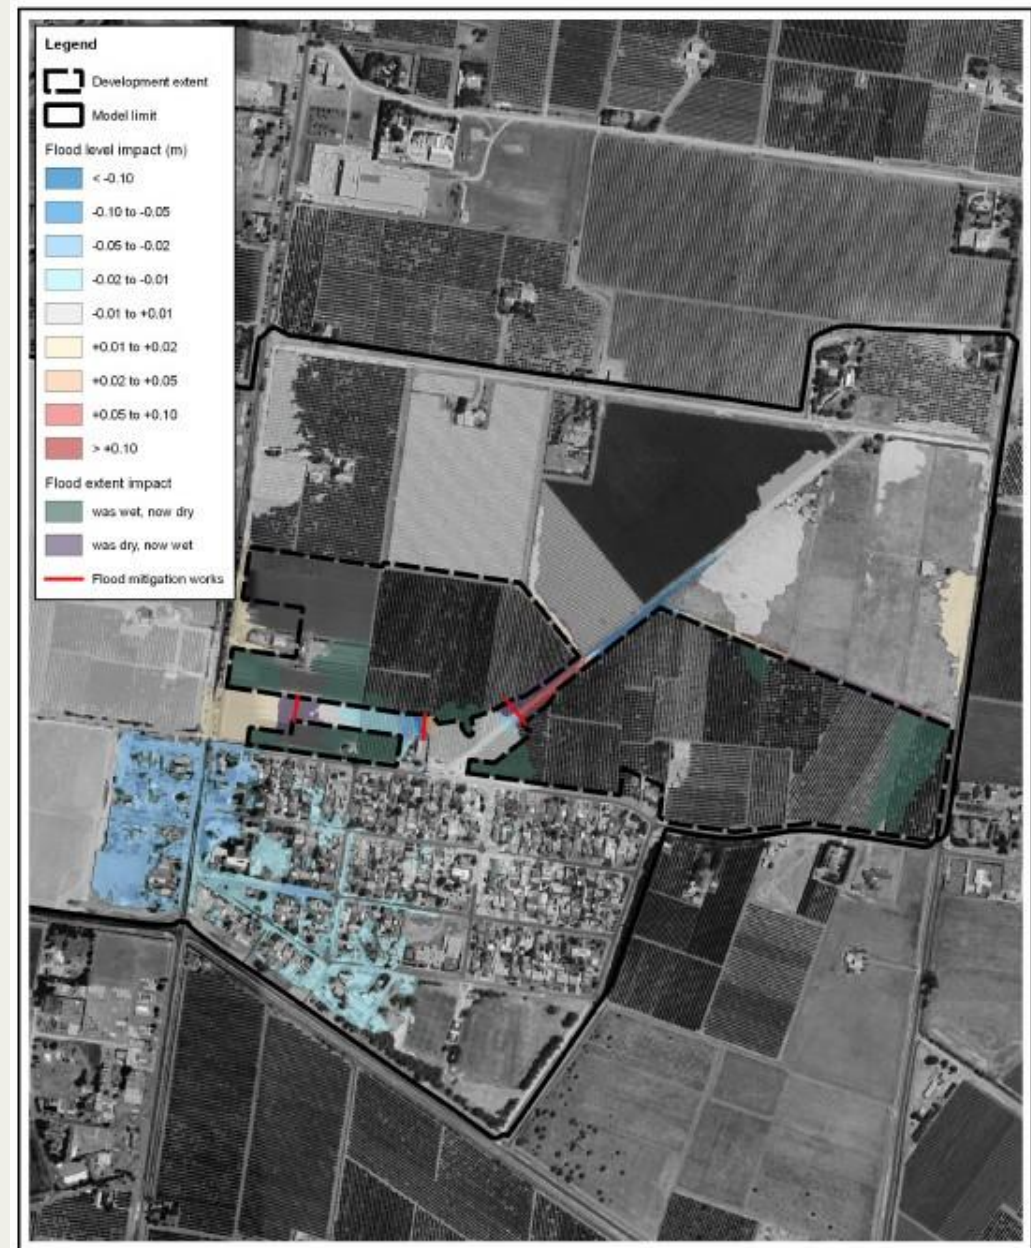 Legend
Development extent
Model limit
Flood level impact (m)
< -0.10
-0.10 to -0.05
-0.05 to -0.02
-0.02 to -0.01
-0.01 to +0.01
+0.01 to +0.02
+0.02 to +0.05
+0.05 to +0.10
> +0.10
Flood extent impact
was wet, now dry
was dry, now wet
Flood mitigation works